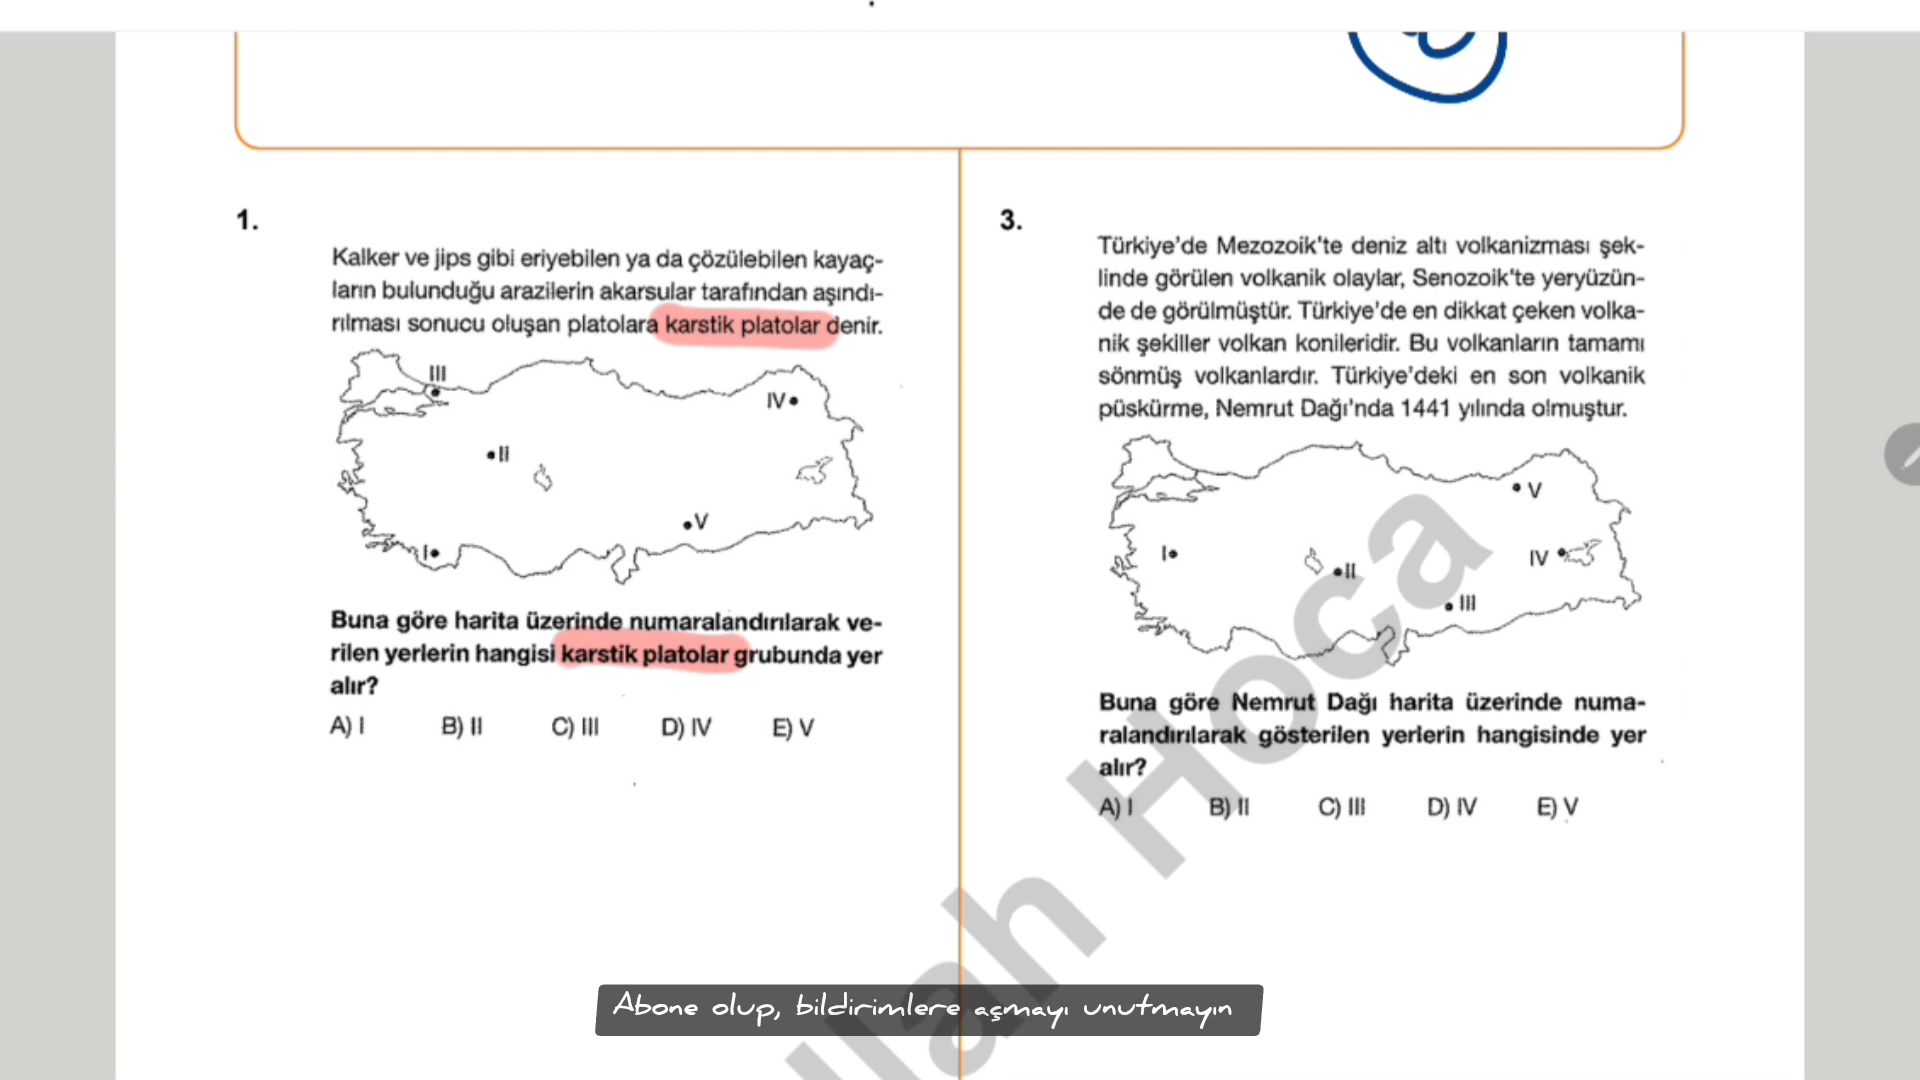 1.
Kalker ve jips gibi eriyebilen ya da çözülebilen kayaç-
ların bulunduğu arazilerin akarsular tarafından aşındı-
rılması sonucu oluşan platolara karstik platolar denir.
III
IV
II
V
I
Buna göre harita üzerinde numaralandırılarak ve-
rilen yerlerin hangisi karstik platolar grubunda yer
alır?
A) I B) II C) III D) IV E) V
3.
Türkiye'de Mezozoik'te deniz altı volkanizması şek-
linde görülen volkanik olaylar, Senozoik'te yeryüzün-
de de görülmüştür. Türkiye'de en dikkat çeken volka-
nik şekiller volkan konileridir. Bu volkanların tamamı
sönmüş volkanlardır. Türkiye'deki en son volkanik
püskürme, Nemrut Dağı'nda 1441 yılında olmuştur.
V
I
IV
II
III
Buna göre Nemrut Dağı harita üzerinde numa-
ralandırılarak gösterilen yerlerin hangisinde yer
alır?
A) I B) II C) III D) IV E) V
llah Hoca
Abone olup, bildirimlere açmayı unutmayın